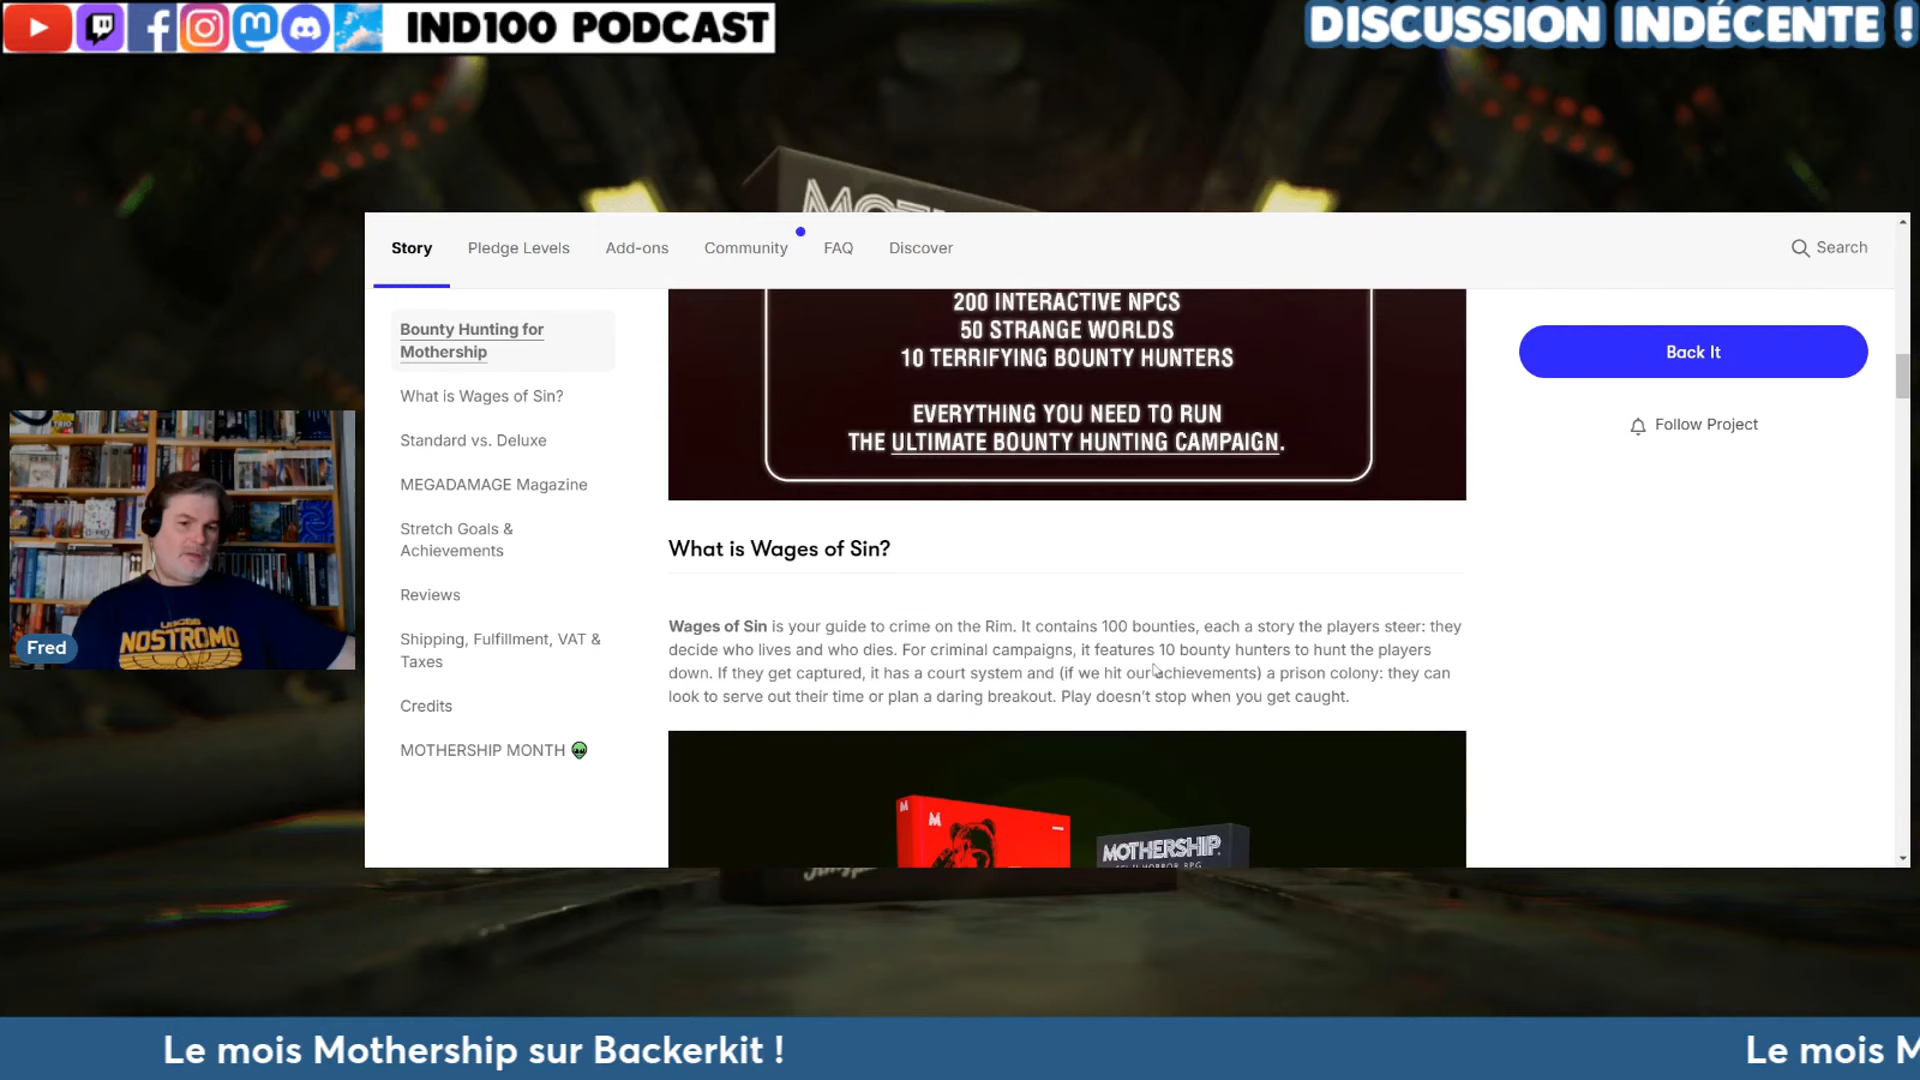 IND100 PODCAST
DISCUSSION INDÉCENTE !
Story
Pledge Levels
Add-ons
Community
FAQ
Discover
Search
Bounty Hunting for
Mothership
What is Wages of Sin?
Standard vs. Deluxe
MEGADAMAGE Magazine
Stretch Goals &
Achievements
Reviews
Shipping, Fulfillment, VAT &
Taxes
Credits
MOTHERSHIP MONTH
200 INTERACTIVE NPCS
50 STRANGE WORLDS
10 TERRIFYING BOUNTY HUNTERS
EVERYTHING YOU NEED TO RUN
THE ULTIMATE BOUNTY HUNTING CAMPAIGN.
What is Wages of Sin?
Wages of Sin is your guide to crime on the Rim. It contains 100 bounties, each a story the players steer: they
decide who lives and who dies. For criminal campaigns, it features 10 bounty hunters to hunt the players
down. If they get captured, it has a court system and (if we hit our achievements) a prison colony: they can
look to serve out their time or plan a daring breakout. Play doesn't stop when you get caught.
M
M
MOTHERSHIP
Back It
Follow Project
NOSTROMO
Fred
Le mois Mothership sur Backerkit !
Le mois M